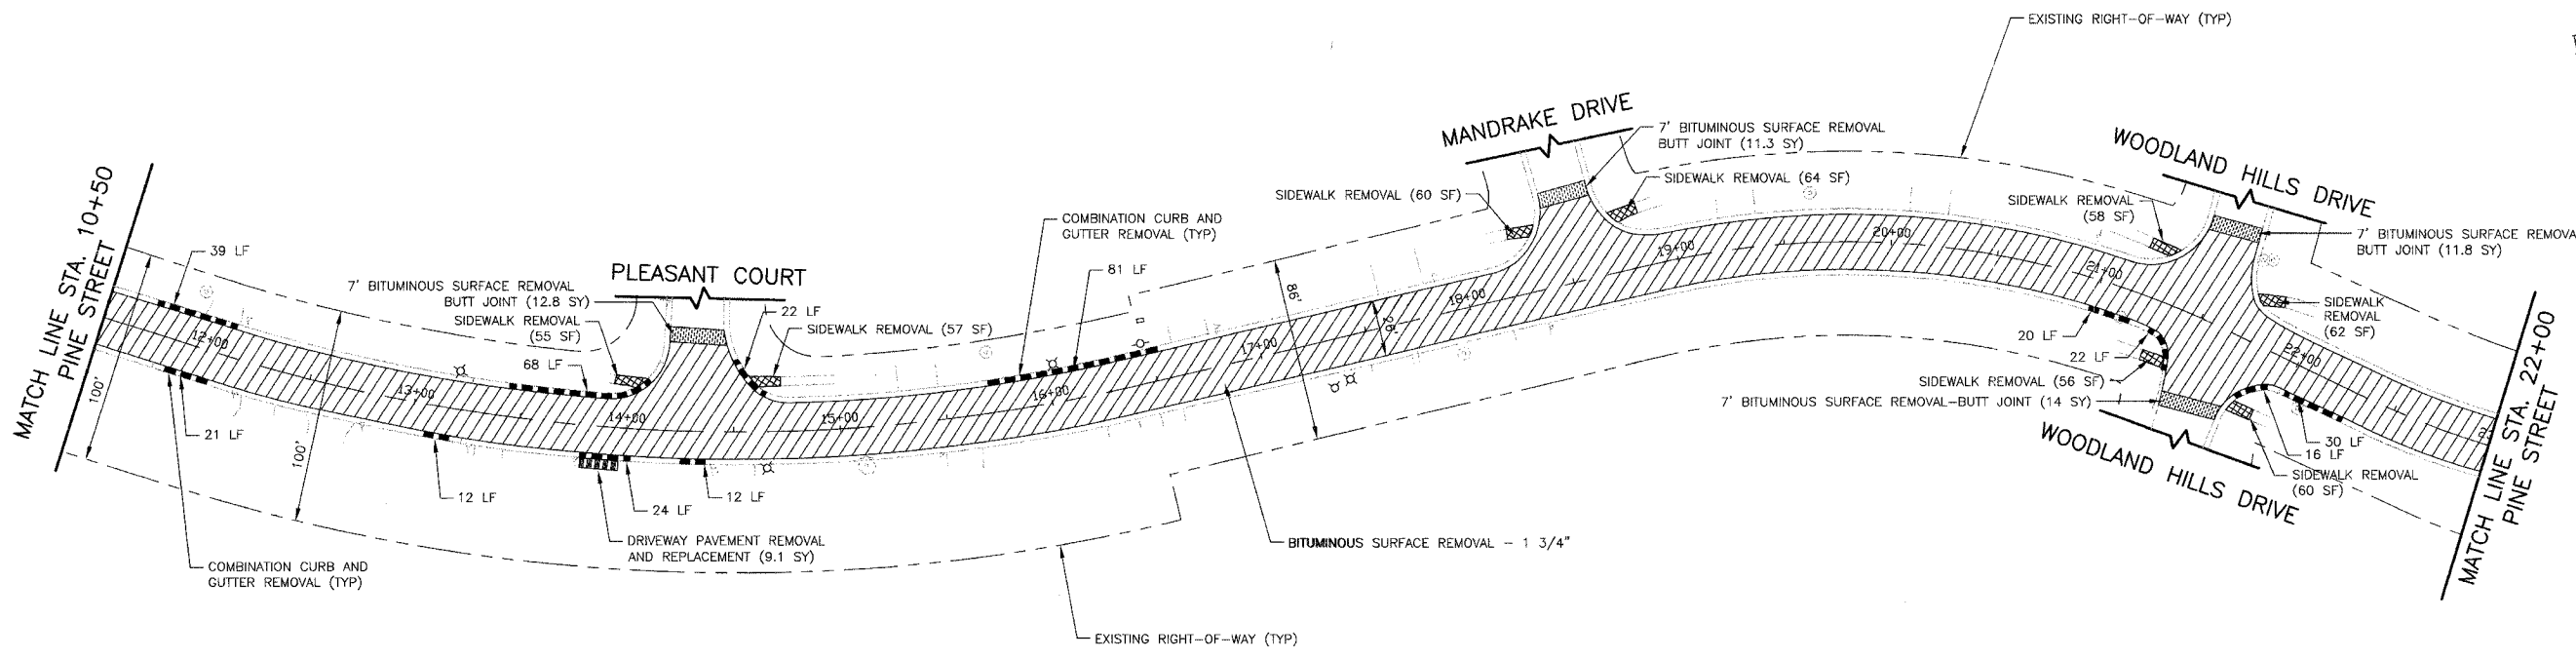 EXISTING RIGHT-OF-WAY (TYP)
MANDRAKE DRIVE
7' BITUMINOUS SURFACE REMOVAL
BUTT JOINT (11.3 SY)
SIDEWALK REMOVAL (60 SF)
SIDEWALK REMOVAL (64 SF)
WOODLAND HILLS DRIVE
SIDEWALK REMOVAL
(58 SF)
7' BITUMINOUS SURFACE REMOVA
BUTT JOINT (11.8 SY)
MATCH LINE STA. 10+50
PINE STREET
39 LF
100'
100'
PLEASANT COURT
7' BITUMINOUS SURFACE REMOVAL
BUTT JOINT (12.8 SY)
SIDEWALK REMOVAL
(55 SF)
68 LF
22 LF
SIDEWALK REMOVAL (57 SF)
COMBINATION CURB AND
GUTTER REMOVAL (TYP)
81 LF
86'
28'
12+00
13+00
14+00
15+00
16+00
17+00
18+00
19+00
20+00
21+00
22+00
SIDEWALK
REMOVAL
(62 SF)
20 LF
22 LF
SIDEWALK REMOVAL (56 SF)
7' BITUMINOUS SURFACE REMOVAL-BUTT JOINT (14 SY)
WOODLAND HILLS DRIVE
30 LF
16 LF
SIDEWALK REMOVAL
(60 SF)
MATCH LINE STA. 22+00
PINE STREET
21 LF
12 LF
24 LF
12 LF
DRIVEWAY PAVEMENT REMOVAL
AND REPLACEMENT (9.1 SY)
COMBINATION CURB AND
GUTTER REMOVAL (TYP)
BITUMINOUS SURFACE REMOVAL - 1 3/4"
EXISTING RIGHT-OF-WAY (TYP)